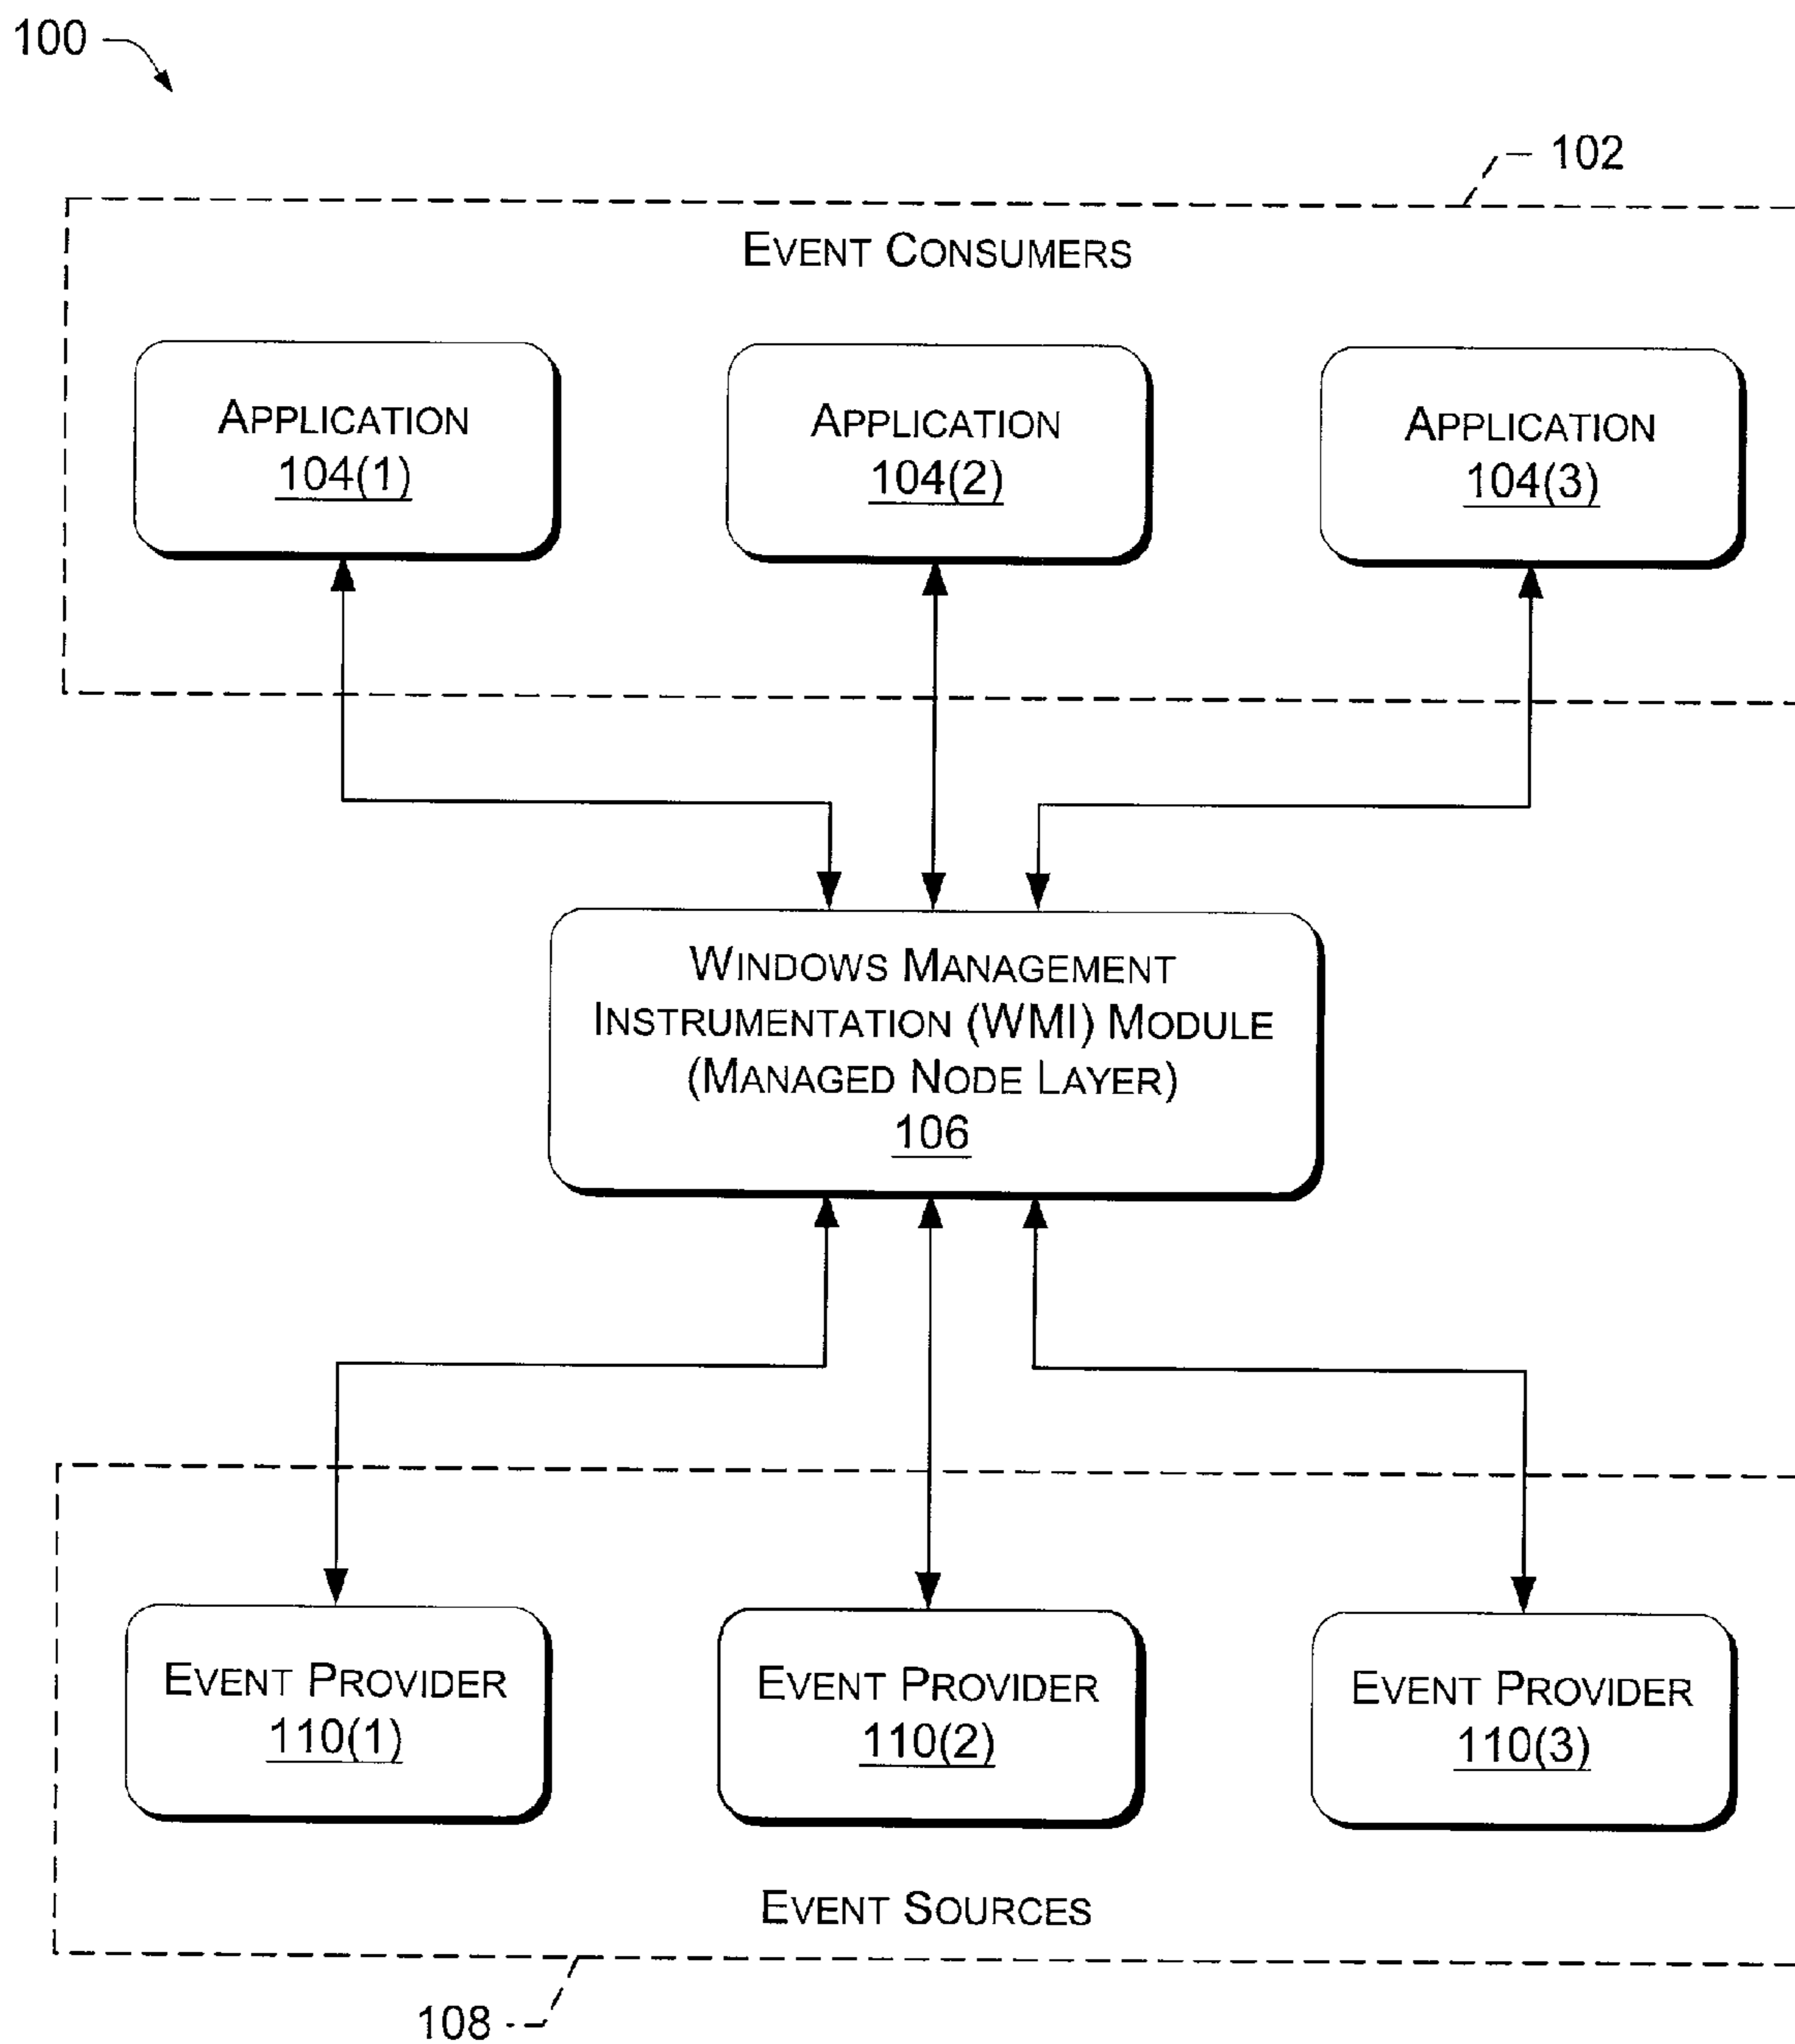 100
102
EVENT CONSUMERS
APPLICATION
104(1)
APPLICATION
104(2)
APPLICATION
104(3)
WINDOWS MANAGEMENT
INSTRUMENTATION (WMI) MODULE
(MANAGED NODE LAYER)
106
EVENT PROVIDER
110(1)
EVENT PROVIDER
110(2)
EVENT PROVIDER
110(3)
EVENT SOURCES
108